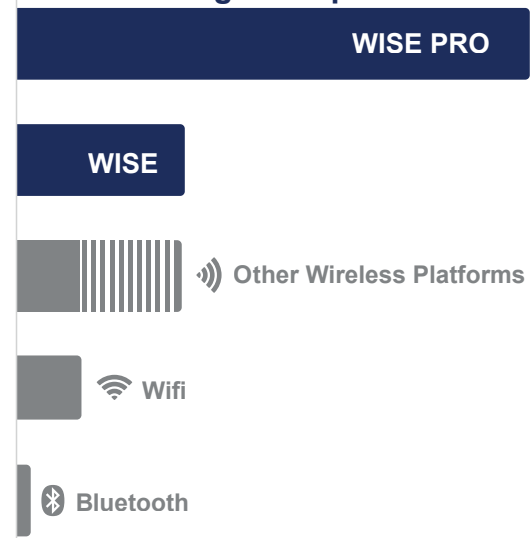 WISE PRO
WISE
Other Wireless Platforms
Wifi
Bluetooth